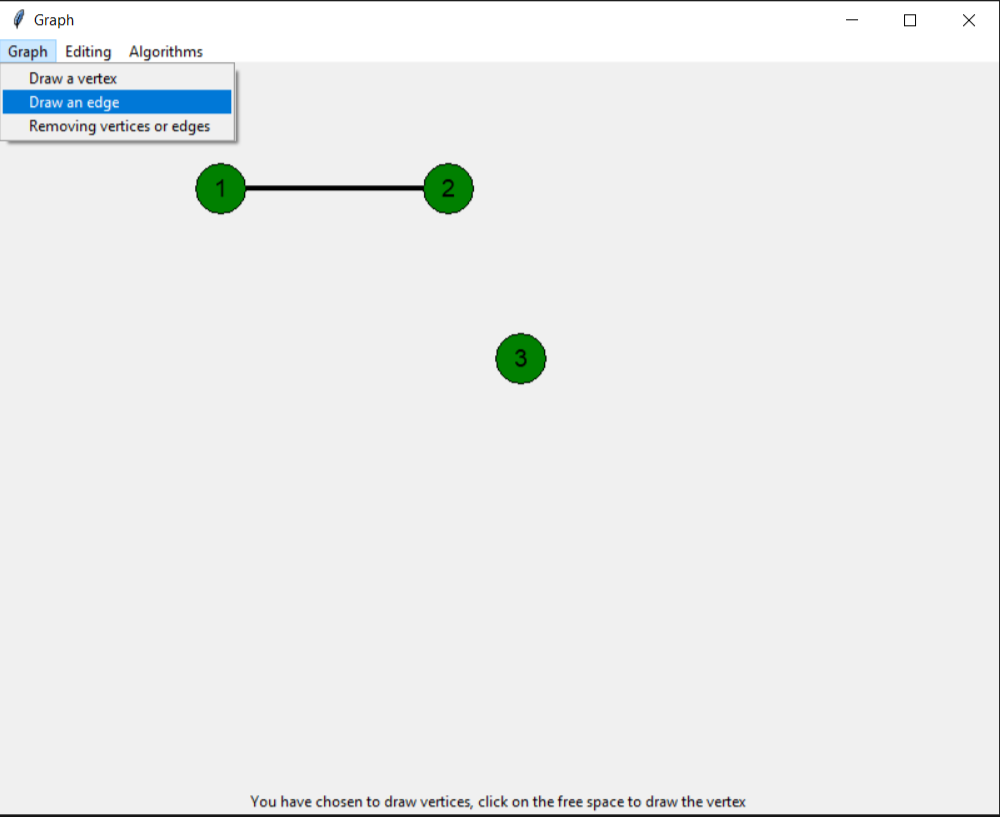 Graph
Graph Editing Algorithms
Draw a vertex
Draw an edge
Removing vertices or edges
1 2
3
You have chosen to draw vertices, click on the free space to draw the vertex